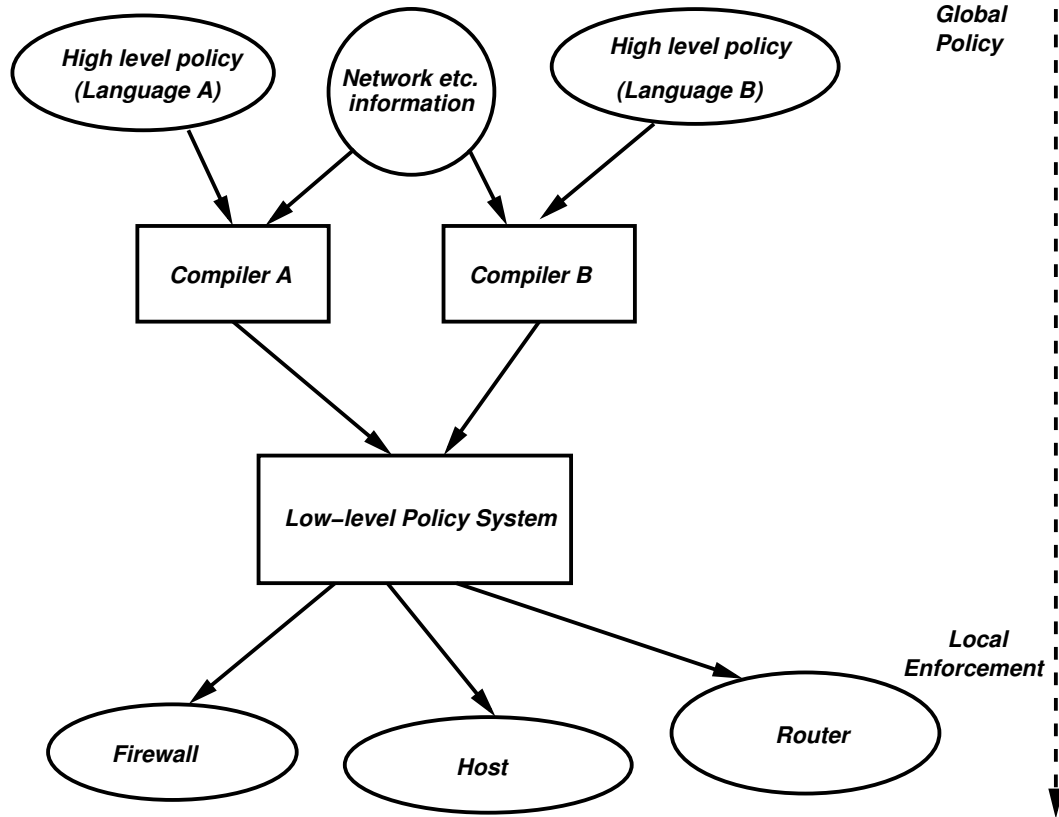 High level policy
(Language A)
Network etc.
information
High level policy
(Language B)
Global
Policy
Compiler A
Compiler B
Low–level Policy System
Local
Enforcement
Firewall
Host
Router